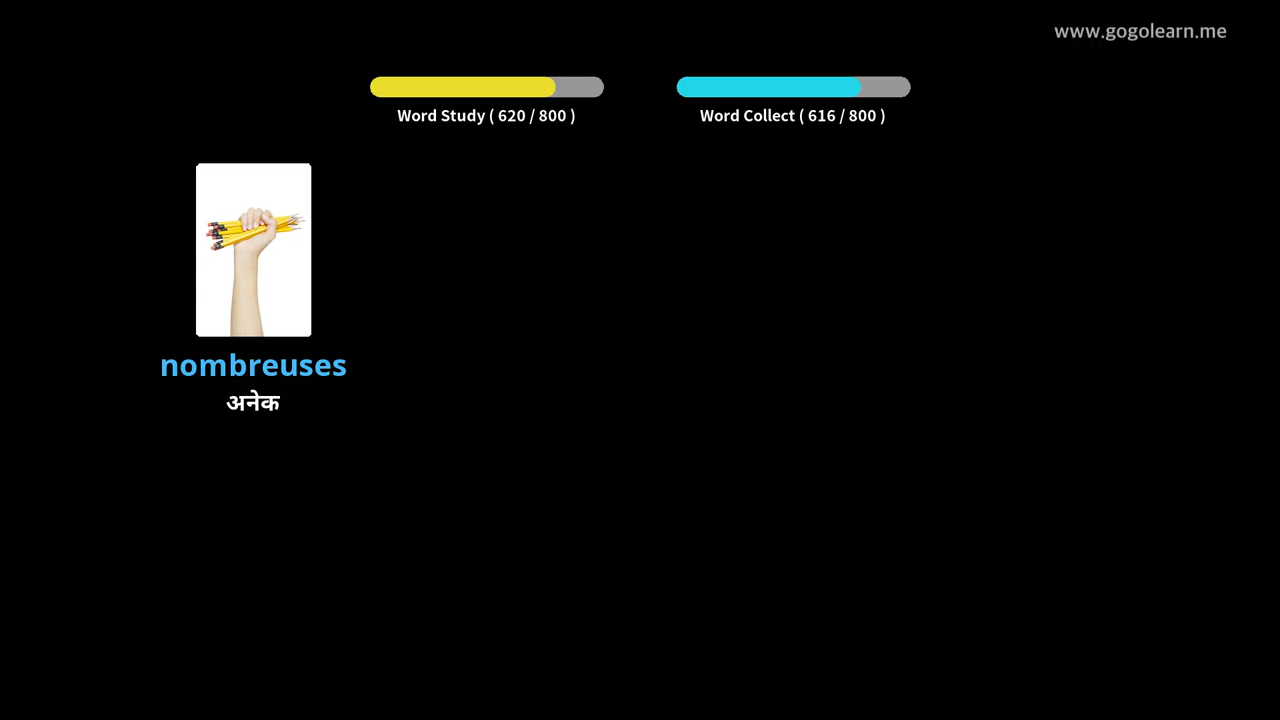 www.gogolearn.me
Word Study ( 620 / 800 )
Word Collect ( 616 / 800 )
nombreuses
अनेक